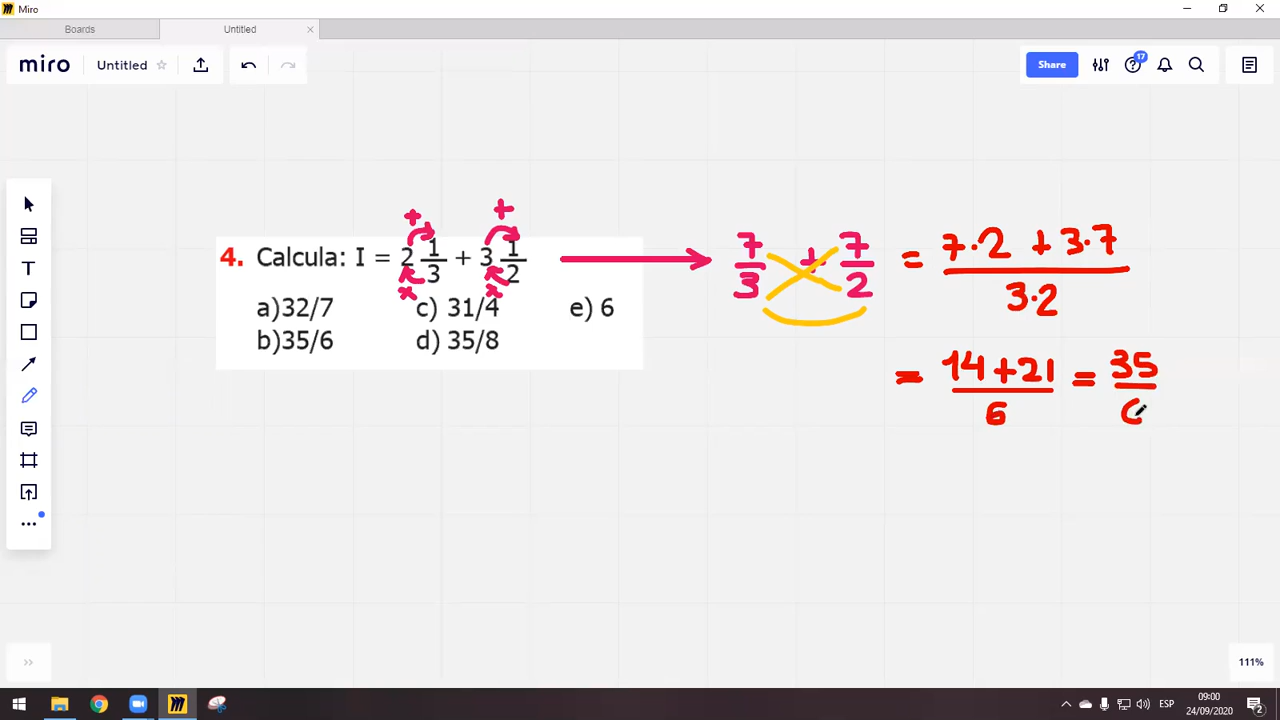 Miro
Boards
Untitled
miro
Untitled
Share
17
+ +
4. Calcula: I = 2 1/3 + 3 1/2
× ×
a)32/7 c) 31/4 e) 6
b)35/6 d) 35/8
7/3 + 7/2 = 7·2 + 3·7 / 3·2
= 14+21 / 6 = 35
T
111%
09:00
ESP
24/09/2020
2